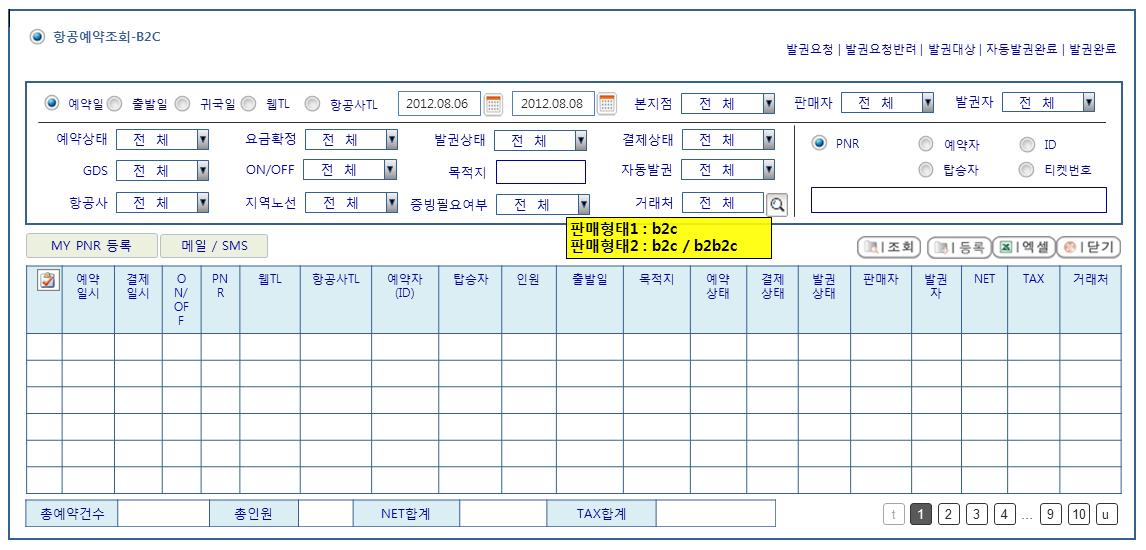 항공예약조회-B2C
발권요청 | 발권요청반려 | 발권대상 | 자동발권완료 | 발권완료
예약일 출발일 귀국일 웹TL 항공사TL 2012.08.06 2012.08.08 본지점 전 체 판매자 전 체 발권자 전 체
예약상태 전 체 요금확정 전 체 발권상태 전 체 결제상태 전 체 PNR 예약자 ID
GDS 전 체 ON/OFF 전 체 목적지 자동발권 전 체 탑승자 티켓번호
항공사 전 체 지역노선 전 체 증빙필요여부 전 체 거래처 전 체
판매형태1 : b2c
판매형태2 : b2c / b2b2c
MY PNR 등록 메일 / SMS 조회 등록 엑셀 닫기
예약
일시
결제
일시
O
N/
OF
F
PN
R
웹TL
항공사TL
예약자
(ID)
탑승자
인원
출발일
목적지
예약
상태
결제
상태
발권
상태
판매자
발권
자
NET
TAX
거래처
총예약건수 총인원 NET합계 TAX합계
t 1 2 3 4 ... 9 10 u